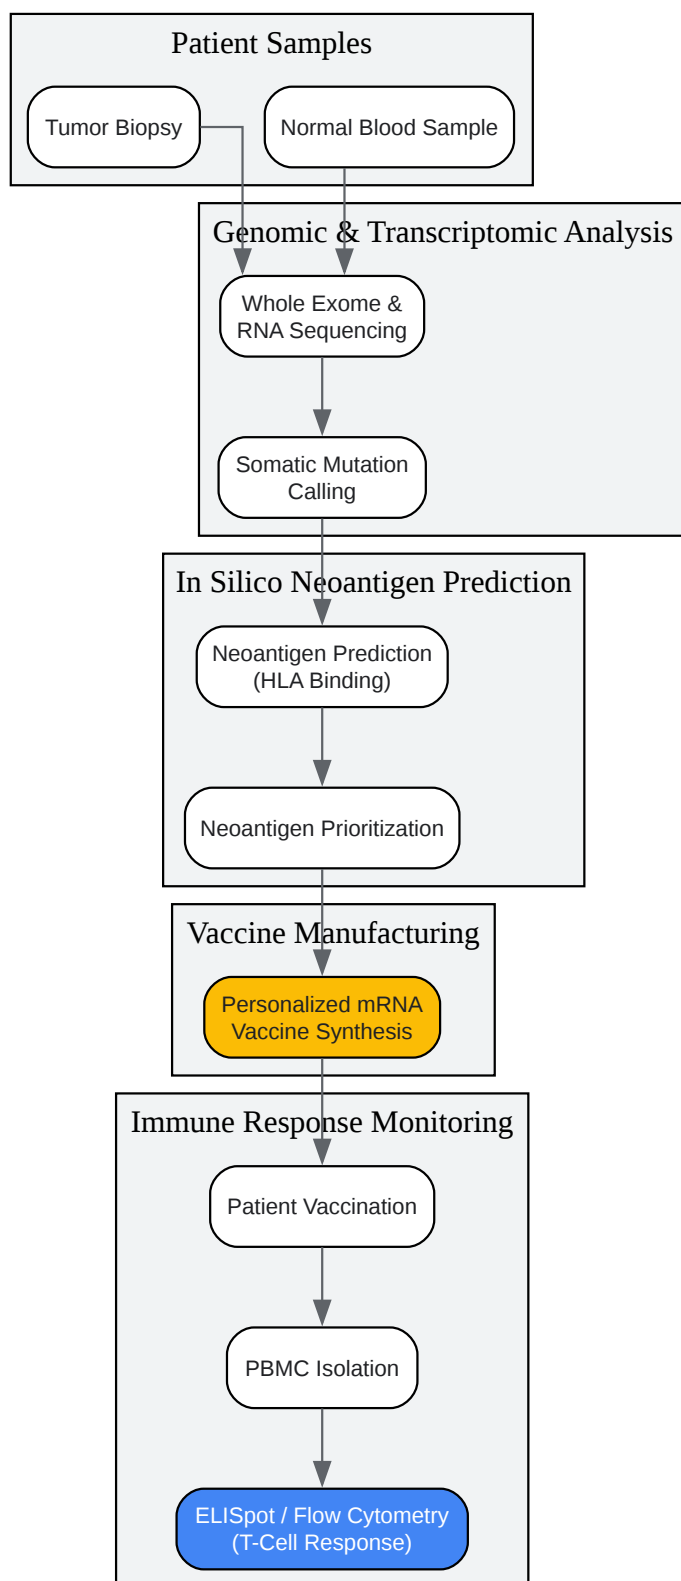 Patient Samples
Tumor Biopsy
Normal Blood Sample
Genomic & Transcriptomic Analysis
Whole Exome &
RNA Sequencing
Somatic Mutation
Calling
In Silico Neoantigen Prediction
Neoantigen Prediction
(HLA Binding)
Neoantigen Prioritization
Vaccine Manufacturing
Personalized mRNA
Vaccine Synthesis
Immune Response Monitoring
Patient Vaccination
PBMC Isolation
ELISpot / Flow Cytometry
(T-Cell Response)